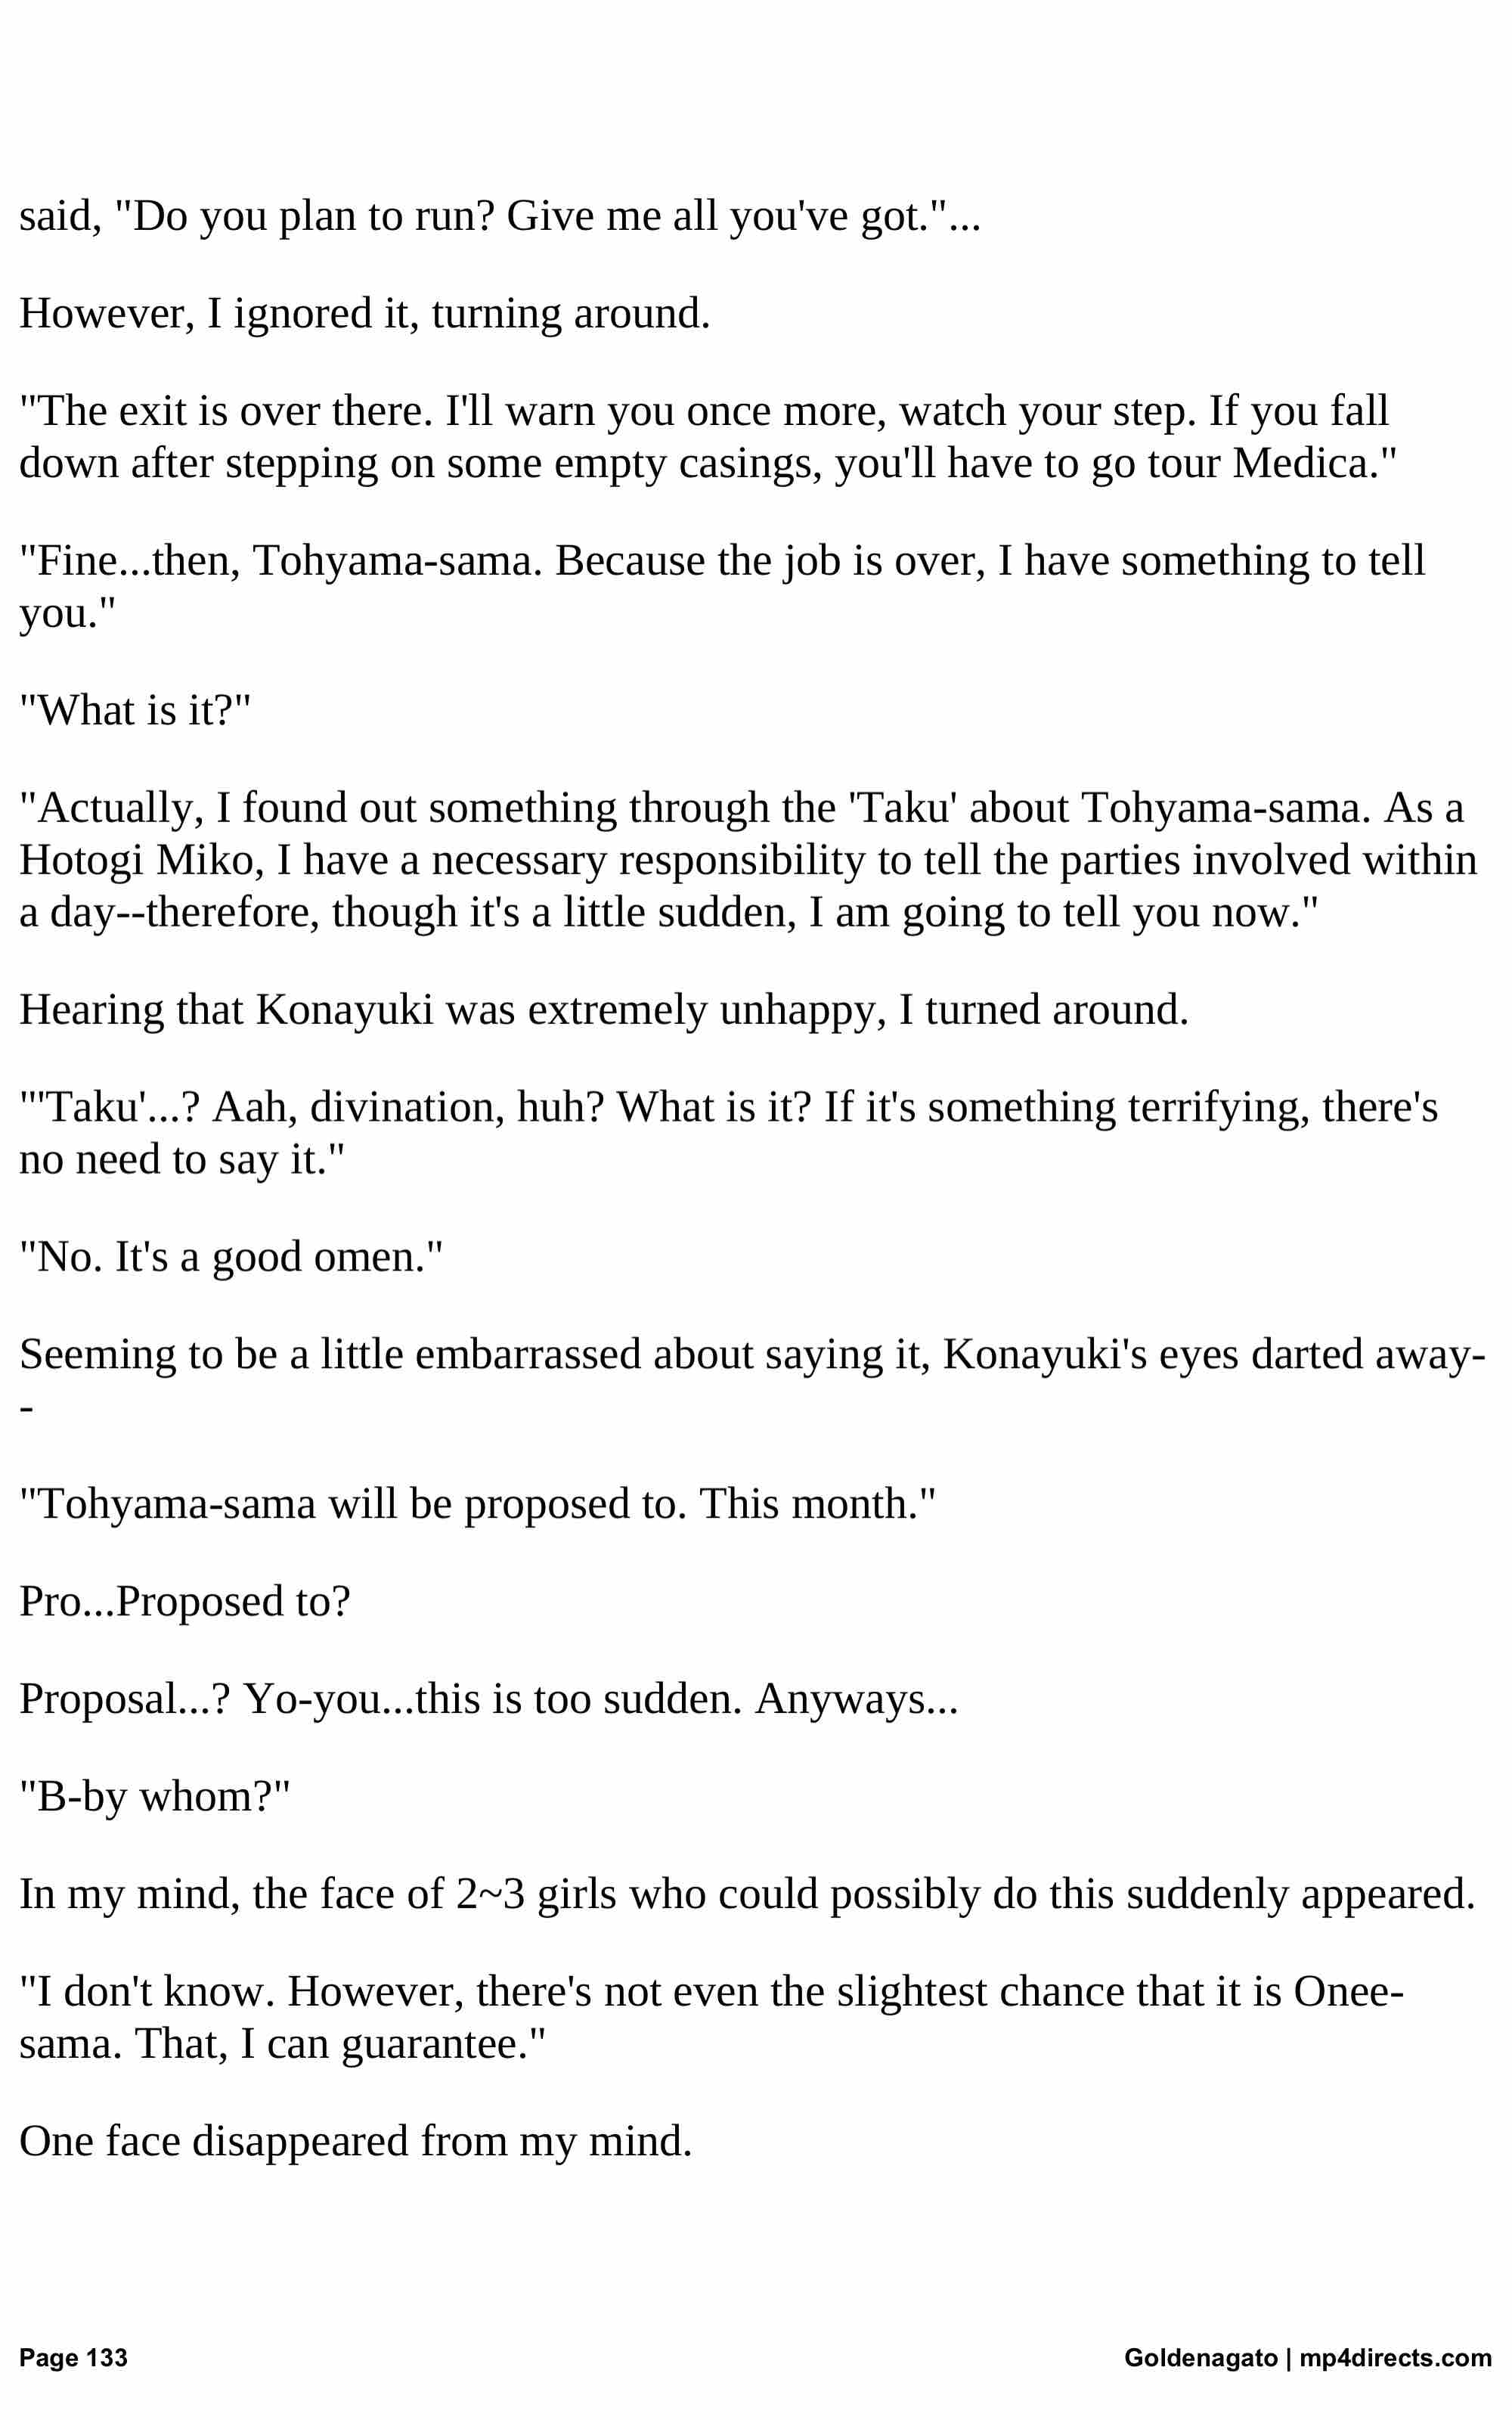 said, "Do you plan to run? Give me all you've got."...
However, I ignored it, turning around.
"The exit is over there. I'll warn you once more, watch your step. If you fall
down after stepping on some empty casings, you'll have to go tour Medica."
"Fine...then, Tohyama-sama. Because the job is over, I have something to tell
you."
"What is it?"
"Actually, I found out something through the 'Taku' about Tohyama-sama. As a
Hotogi Miko, I have a necessary responsibility to tell the parties involved within
a day--therefore, though it's a little sudden, I am going to tell you now."
Hearing that Konayuki was extremely unhappy, I turned around.
"'Taku'...? Aah, divination, huh? What is it? If it's something terrifying, there's
no need to say it."
"No. It's a good omen."
Seeming to be a little embarrassed about saying it, Konayuki's eyes darted away-
-
"Tohyama-sama will be proposed to. This month."
Pro...Proposed to?
Proposal...? Yo-you...this is too sudden. Anyways...
"B-by whom?"
In my mind, the face of 2~3 girls who could possibly do this suddenly appeared.
"I don't know. However, there's not even the slightest chance that it is Onee-
sama. That, I can guarantee."
One face disappeared from my mind.
Page 133
Goldenagato | mp4directs.com